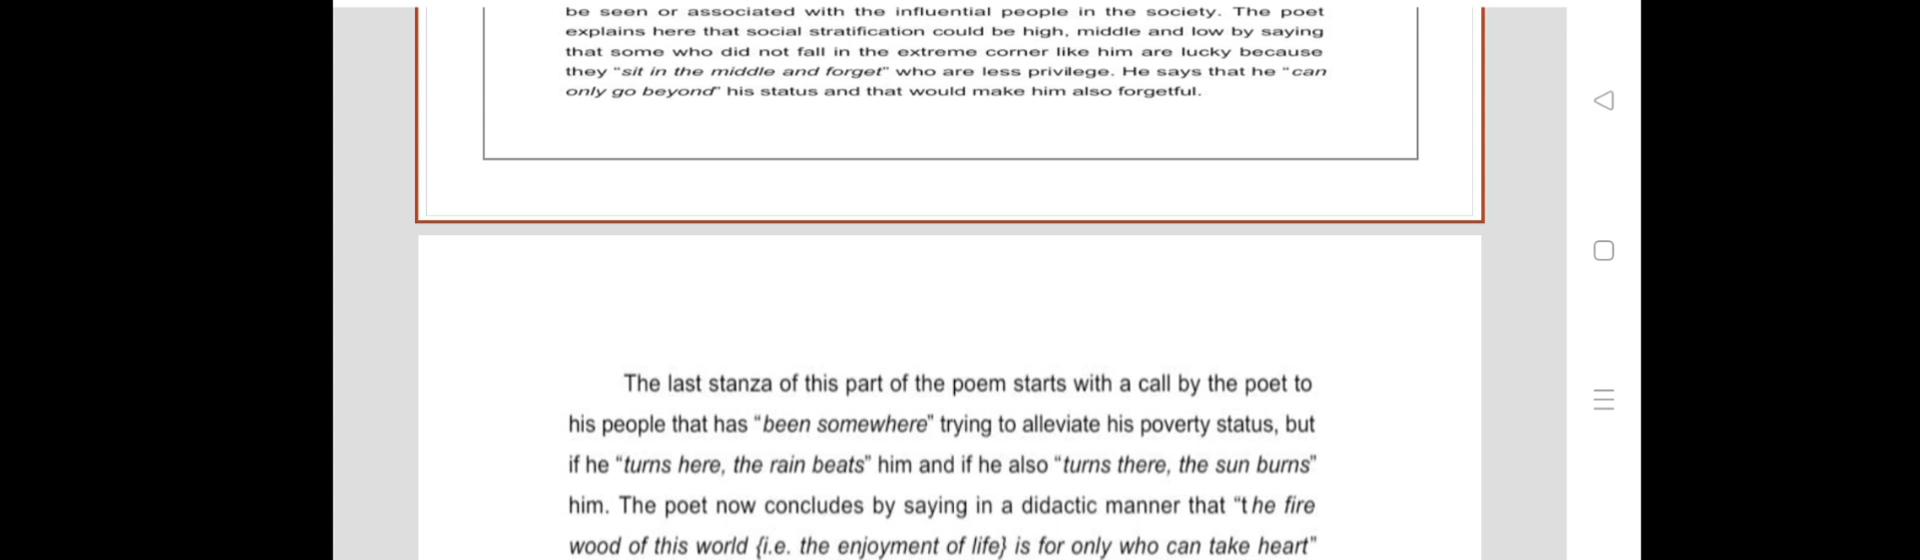 be seen or associated with the influential people in the society. The poet
explains here that social stratification could be high, middle and low by saying
that some who did not fall in the extreme corner like him are lucky because
they “sit in the middle and forget” who are less privilege. He says that he “can
only go beyond” his status and that would make him also forgetful.
The last stanza of this part of the poem starts with a call by the poet to
his people that has “been somewhere” trying to alleviate his poverty status, but
if he “turns here, the rain beats” him and if he also “turns there, the sun burns”
him. The poet now concludes by saying in a didactic manner that “t he fire
wood of this world {i.e. the enjoyment of life} is for only who can take heart”